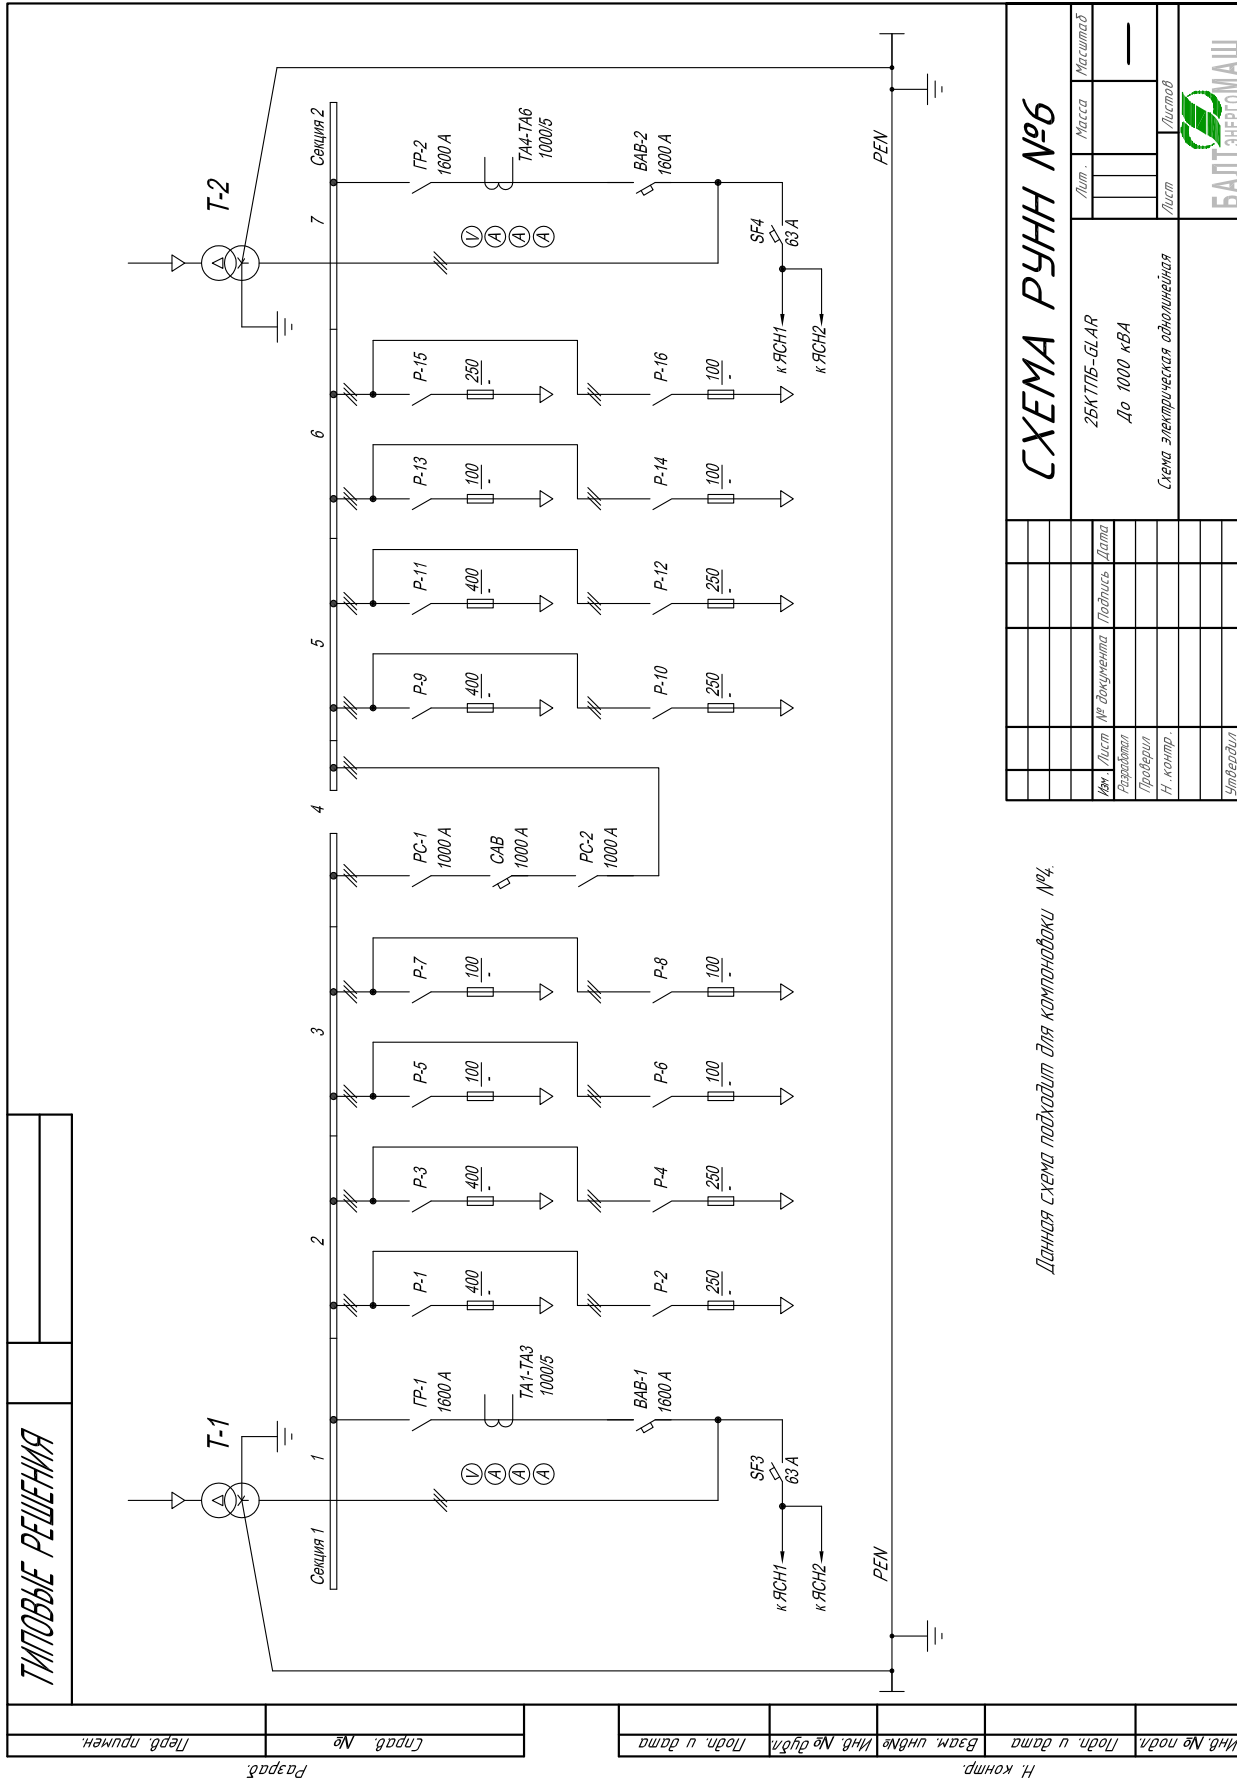 ТИПОВЫЕ РЕШЕНИЯ
Т-1
Т-2
Секция 1
1
2
3
4
5
6
7
Секция 2
ГР-1
1600 А
ТА1-ТА3
1000/5
V
А
А
А
ВАВ-1
1600 А
SF3
63 А
к ЯСН1
к ЯСН2
Р-1
400
-
Р-2
250
-
Р-3
400
-
Р-4
250
-
Р-5
100
-
Р-6
100
-
Р-7
100
-
Р-8
100
-
РС-1
1000 А
САВ
1000 А
РС-2
1000 А
Р-9
400
-
Р-10
250
-
Р-11
400
-
Р-12
250
-
Р-13
100
-
Р-14
100
-
Р-15
250
-
Р-16
100
-
ГР-2
1600 А
ТА4-ТА6
1000/5
V
А
А
А
ВАВ-2
1600 А
SF4
63 А
к ЯСН1
к ЯСН2
PEN
PEN
Данная схема подходит для компоновоки №4.
СХЕМА РУНН №6
2БКТПБ-GLAR
До 1000 кВА
Схема электрическая однолинейная
Лит.
Масса
Масштаб
Лист
Листов
БАЛТЭНЕРГОМАШ
Изм.
Лист
№ документа
Подпись
Дата
Разработал
Проверил
Н. контр.
Утвердил
Перв. примен.
Справ. №
Разраб.
Подп. и дата
Инв. № дубл.
Взам. инв№
Подп. и дата
Инв. № подл.
Н. контр.